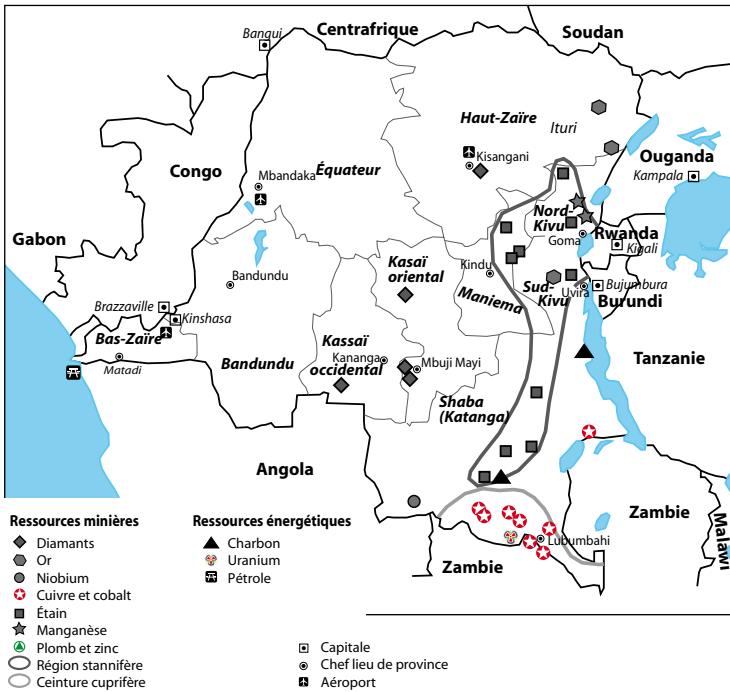 Centrafrique
Soudan
Bangui
Haut-Zaïre
Ituri
Congo
Équateur
Kisangani
Ouganda
Mbandaka
Kampala
Nord-
Kivu
Gabon
Goma
Rwanda
Kigali
Kasaï
oriental
Kindu
Bandundu
Sud-
Kivu
Maniema
Uvira
Bujumbura
Burundi
Brazzaville
Kinshasa
Bas-Zaïre
Kassaï
occidental
Matadi
Bandundu
Kananga
Mbuji Mayi
Tanzanie
Shaba
(Katanga)
Angola
Zambie
Malawi
Lubumbahi
Zambie
Ressources minières
Diamants
Or
Niobium
Cuivre et cobalt
Étain
Manganèse
Plomb et zinc
Région stannifère
Ceinture cuprifère
Ressources énergétiques
Charbon
Uranium
Pétrole
Capitale
Chef lieu de province
Aéroport